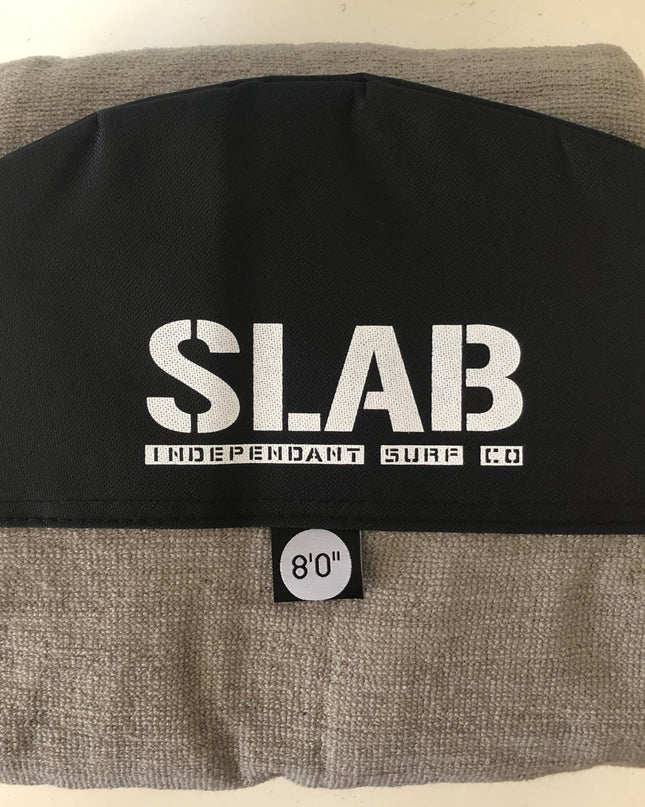 SLAB
INDEPENDANT SURF CO
8'0"